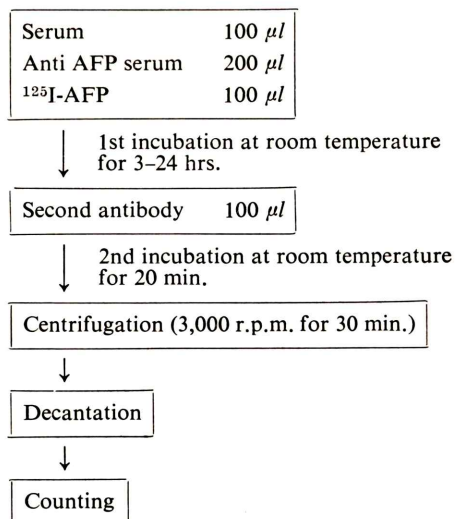 Serum 100 μl
Anti AFP serum 200 μl
¹²⁵I-AFP 100 μl
1st incubation at room temperature
for 3–24 hrs.
Second antibody 100 μl
2nd incubation at room temperature
for 20 min.
Centrifugation (3,000 r.p.m. for 30 min.)
Decantation
Counting